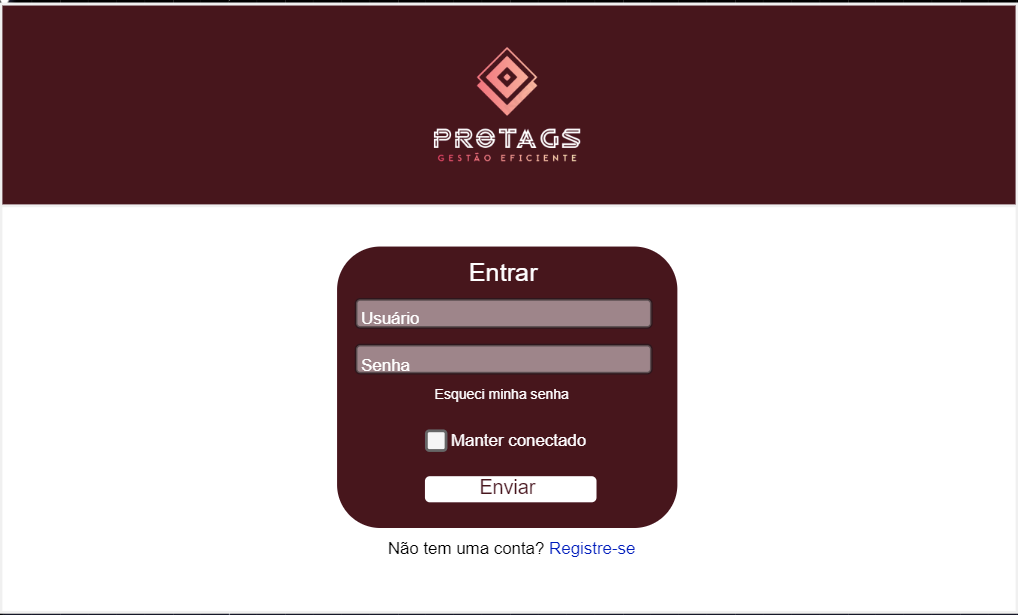 PROTAGS
GESTÃO EFICIENTE
Entrar
Usuário
Senha
Esqueci minha senha
Manter conectado
Enviar
Não tem uma conta? Registre-se